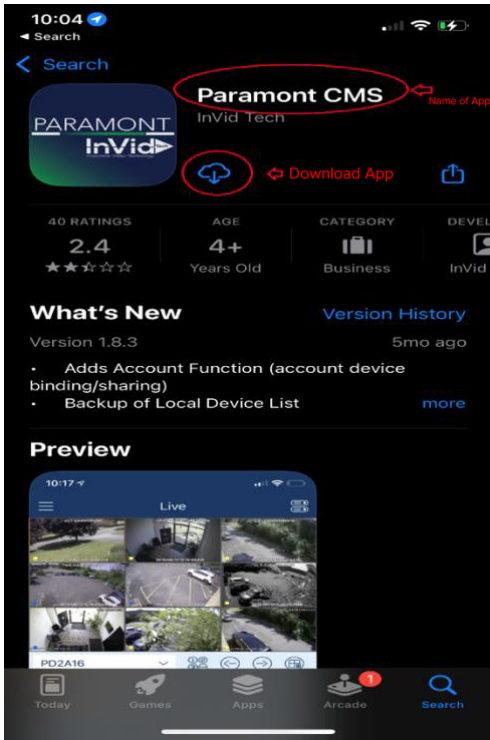 10:04
◄ Search
Search
Paramont CMS
Name of App
InVid Tech
PARAMONT
InVid
Download App
40 RATINGS
AGE
CATEGORY
DEVEL
2.4
4+
Years Old
Business
InVid
What's New
Version History
Version 1.8.3
5mo ago
• Adds Account Function (account device
binding/sharing)
• Backup of Local Device List
more
Preview
10:17
Live
PD2A16
1
Today
Games
Apps
Arcade
Search